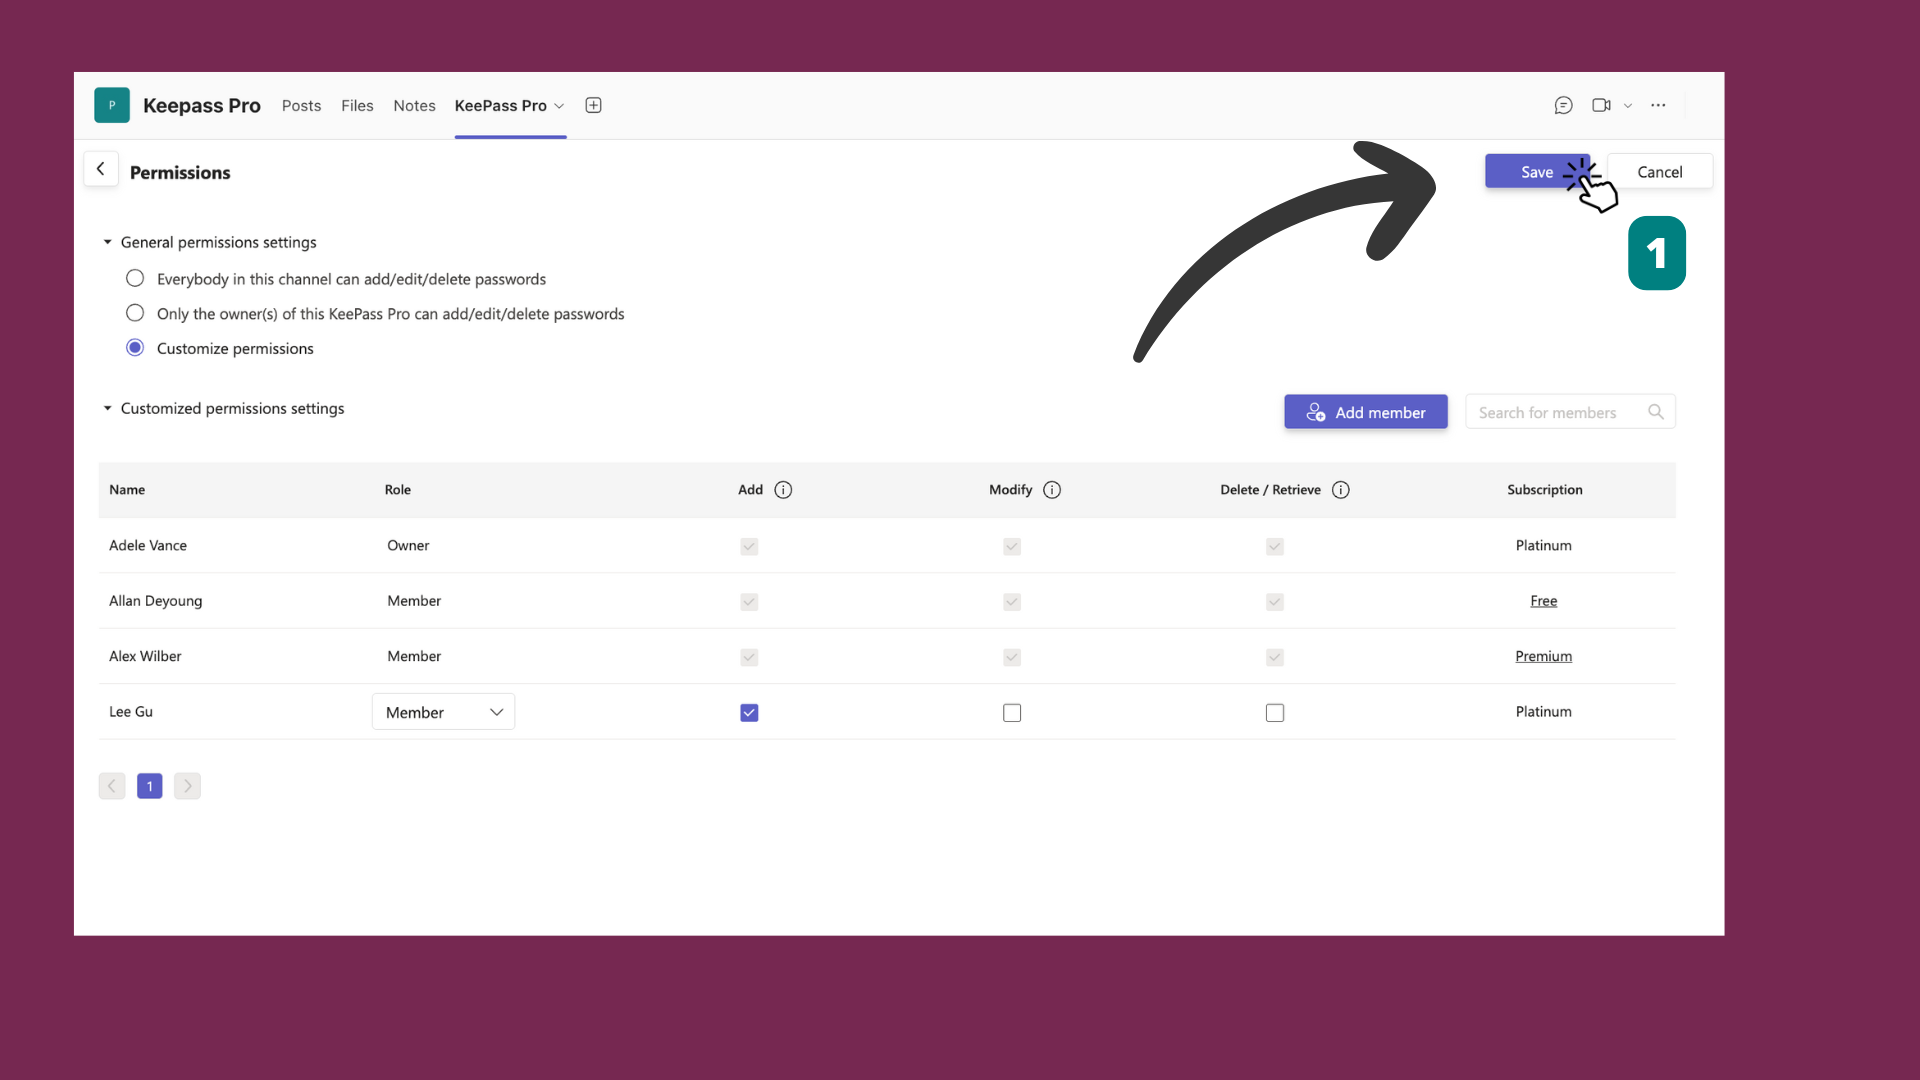 P Keepass Pro Posts Files Notes KeePass Pro
Permissions Save Cancel
1
General permissions settings
Everybody in this channel can add/edit/delete passwords
Only the owner(s) of this KeePass Pro can add/edit/delete passwords
Customize permissions
Customized permissions settings Add member Search for members
Name Role Add Modify Delete / Retrieve Subscription
Adele Vance Owner Platinum
Allan Deyoung Member Free
Alex Wilber Member Premium
Lee Gu Member Platinum
1